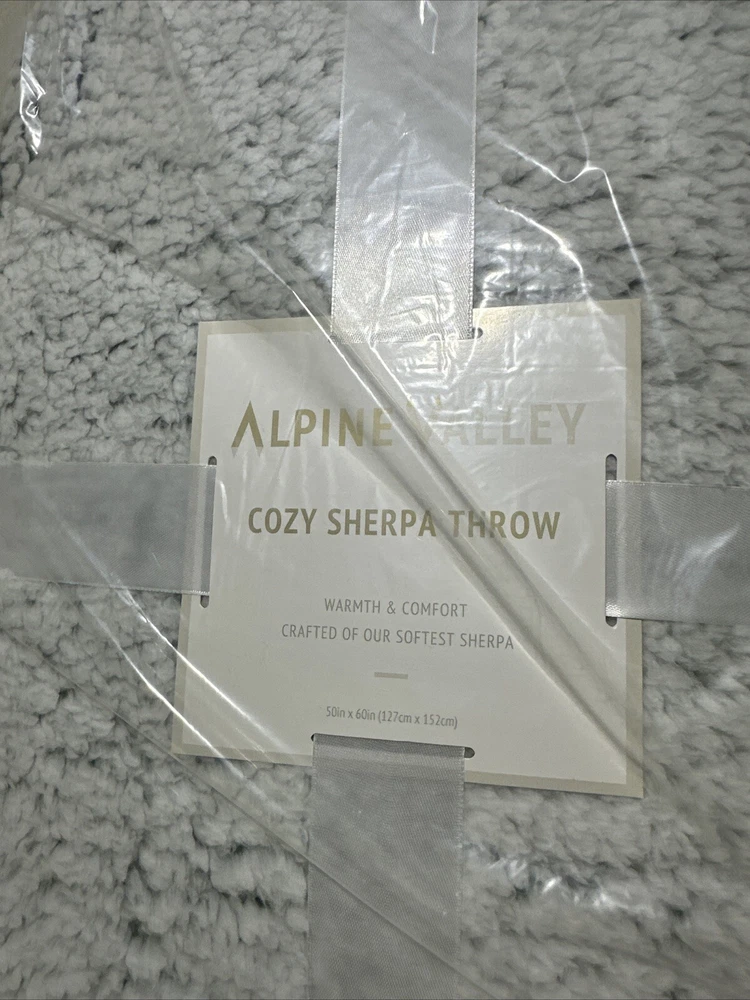 ALPINE VALLEY
COZY SHERPA THROW
WARMTH & COMFORT
CRAFTED OF OUR SOFTEST SHERPA
50in x 60in (127cm x 152cm)